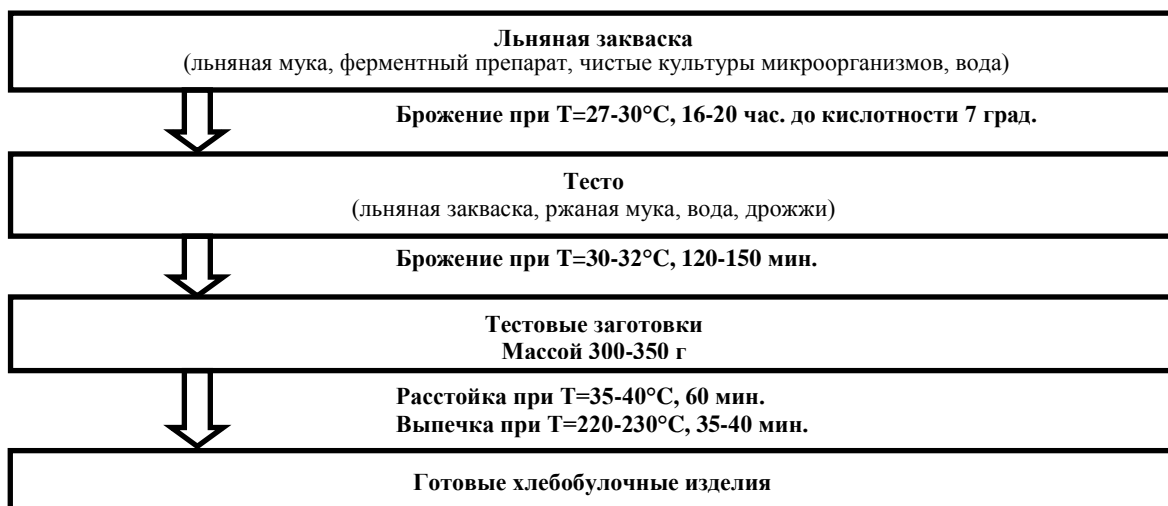 Льняная закваска
(льняная мука, ферментный препарат, чистые культуры микроорганизмов, вода)
Брожение при Т=27-30°С, 16-20 час. до кислотности 7 град.
Тесто
(льняная закваска, ржаная мука, вода, дрожжи)
Брожение при Т=30-32°С, 120-150 мин.
Тестовые заготовки
Массой 300-350 г
Расстойка при Т=35-40°С, 60 мин.
Выпечка при Т=220-230°С, 35-40 мин.
Готовые хлебобулочные изделия